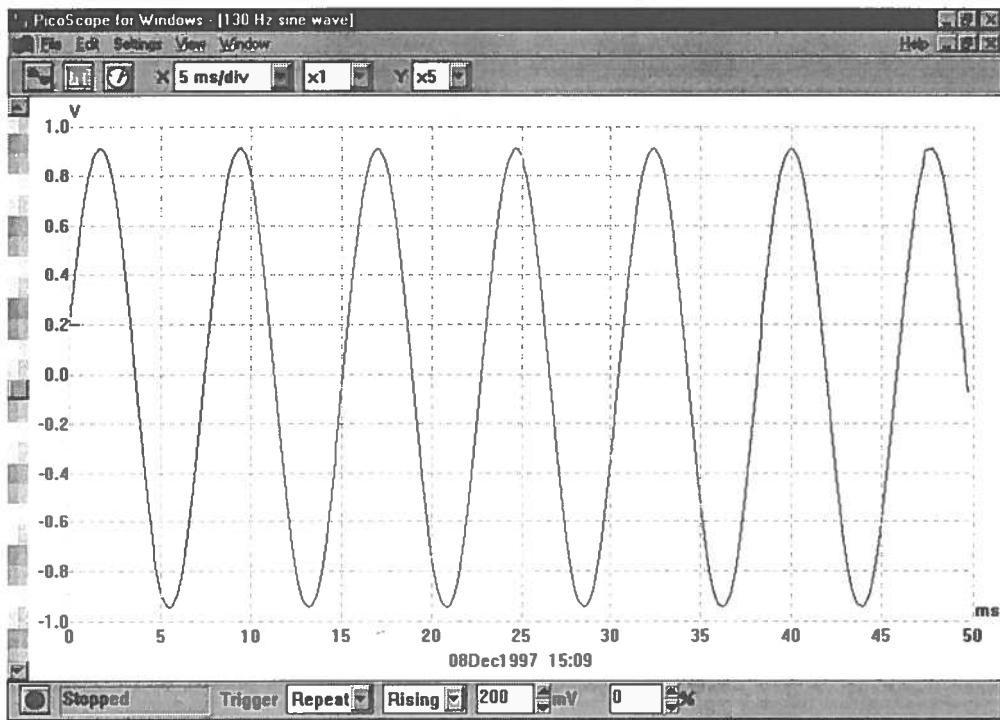 PicoScope for Windows - [130 Hz sine wave]
File Edit Settings View Window Help
X 5 ms/div x1 Y x5
V
1.0
0.8
0.6
0.4
0.2
0.0
-0.2
-0.4
-0.6
-0.8
-1.0
0 5 10 15 20 25 30 35 40 45 50 ms
08Dec1997 15:09
Stopped Trigger Repeat Rising 200 mV 0 %